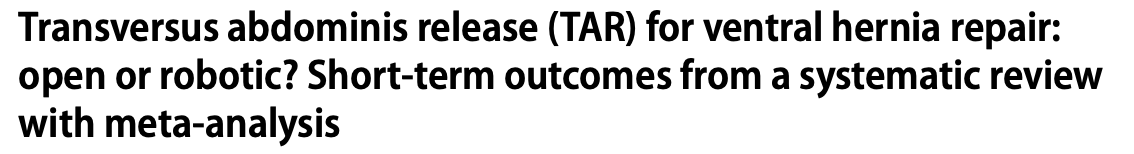 Transversus abdominis release (TAR) for ventral hernia repair:
open or robotic? Short-term outcomes from a systematic review
with meta-analysis